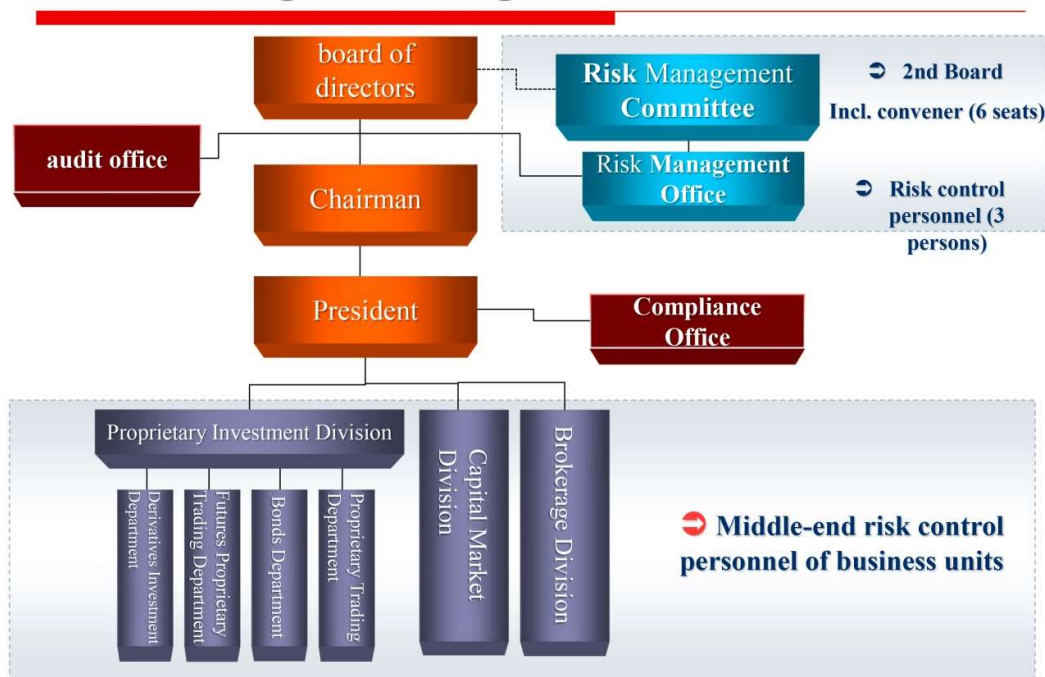 board of
directors
Risk Management
Committee
2nd Board
Incl. convener (6 seats)
audit office
Risk Management
Office
Chairman
Risk control
personnel (3
persons)
President
Compliance
Office
Proprietary Investment Division
Derivatives Investment
Department
Futures Proprietary
Trading Department
Bonds Department
Proprietary Trading
Department
Capital Market
Division
Brokerage Division
Middle-end risk control
personnel of business units